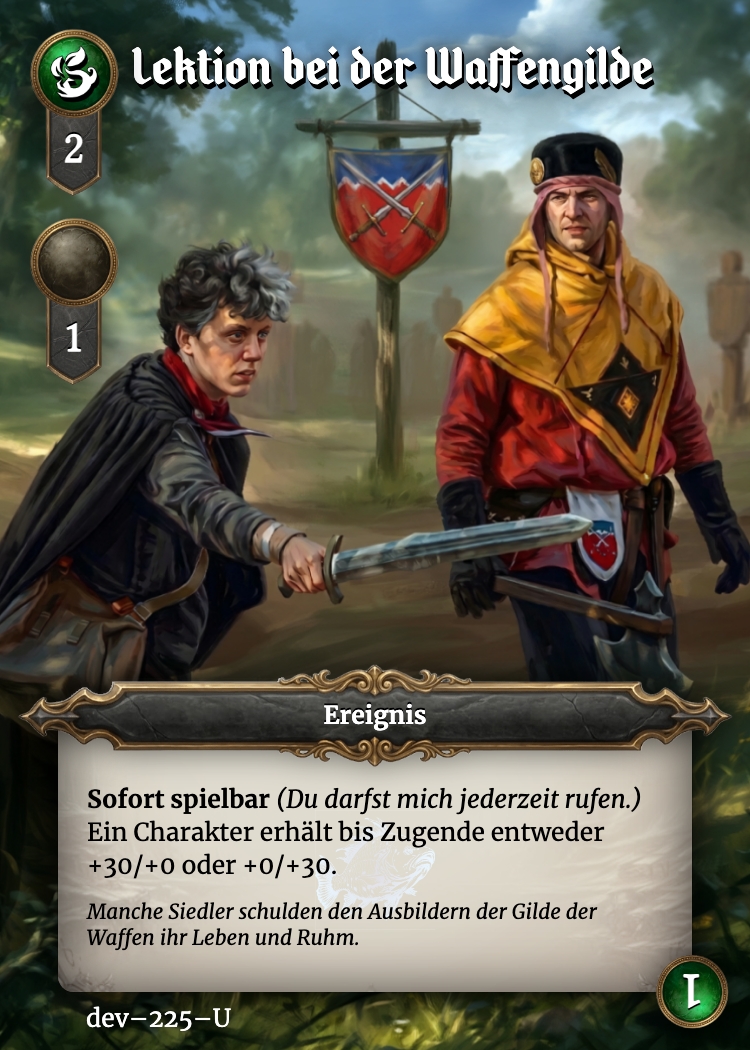 Lektion bei der Waffengilde
2
1
Ereignis
Sofort spielbar (Du darfst mich jederzeit rufen.)
Ein Charakter erhält bis Zugende entweder
+30/+0 oder +0/+30.
Manche Siedler schulden den Ausbildern der Gilde der
Waffen ihr Leben und Ruhm.
1
dev–225–U